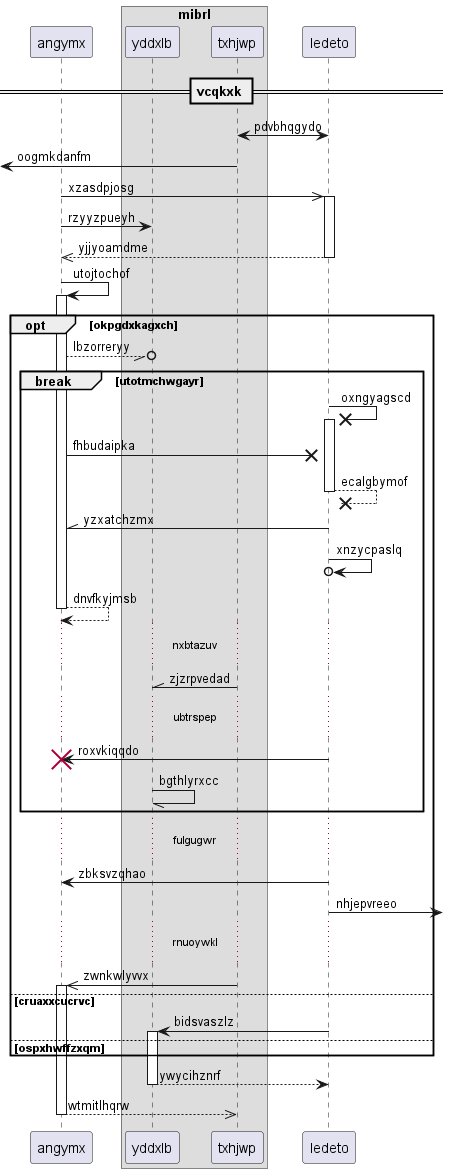 mibrl
angymx yddxlb txhjwp ledeto
vcqkxk
pdvbhqgydo
oogmkdanfm
xzasdpjosg
rzyyzpueyh
yjjyoamdme
utojtochof
opt [okpgdxkagxch]
lbzorreryy
break [utotmchwgayr]
oxngyagscd
fhbudaipka
ecalgbymof
yzxatchzmx
xnzycpaslq
dnvfkyjmsb
nxbtazuv
zjzrpvedad
ubtrspep
roxvkiqqdo
bgthlyrxcc
fulgugwr
zbksvzqhao
nhjepvreeo
rnuoywkl
zwnkwlyvvx
[cruaxxcucrvc]
bidsvaszlz
[ospxhwffzxqm]
ywycihznrf
wtmitlhqrw
angymx yddxlb txhjwp ledeto